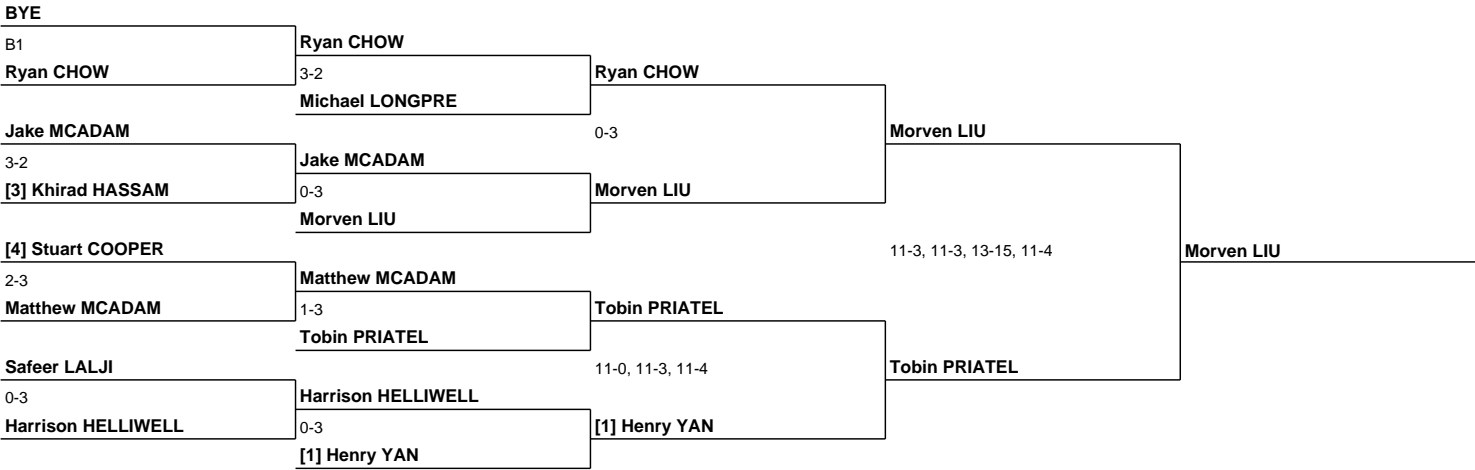 BYE
B1
Ryan CHOW
Ryan CHOW
3-2
Ryan CHOW
Michael LONGPRE
Jake MCADAM
0-3
Morven LIU
3-2
Jake MCADAM
[3] Khirad HASSAM
0-3
Morven LIU
Morven LIU
[4] Stuart COOPER
11-3, 11-3, 13-15, 11-4
Morven LIU
2-3
Matthew MCADAM
Matthew MCADAM
1-3
Tobin PRIATEL
Tobin PRIATEL
Safeer LALJI
11-0, 11-3, 11-4
Tobin PRIATEL
0-3
Harrison HELLIWELL
Harrison HELLIWELL
0-3
[1] Henry YAN
[1] Henry YAN